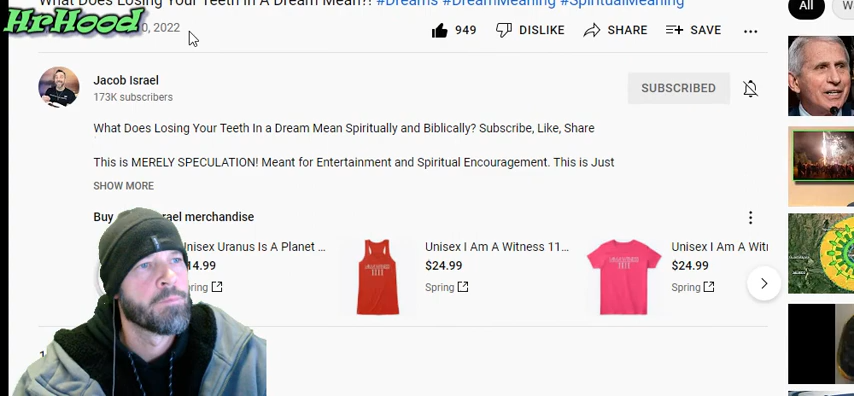 What Does Losing Your Teeth In A Dream Mean?! #Dreams #DreamMeaning #SpiritualMeaning
All
HrHood
0, 2022
949 DISLIKE SHARE SAVE ...
Jacob Israel
173K subscribers
SUBSCRIBED
What Does Losing Your Teeth In a Dream Mean Spiritually and Biblically? Subscribe, Like, Share
This is MERELY SPECULATION! Meant for Entertainment and Spiritual Encouragement. This is Just
SHOW MORE
Buy rael merchandise
Unisex Uranus Is A Planet ...
14.99
pring
Unisex I Am A Witness 11...
$24.99
Spring
Unisex I Am A Witn
$24.99
Spring